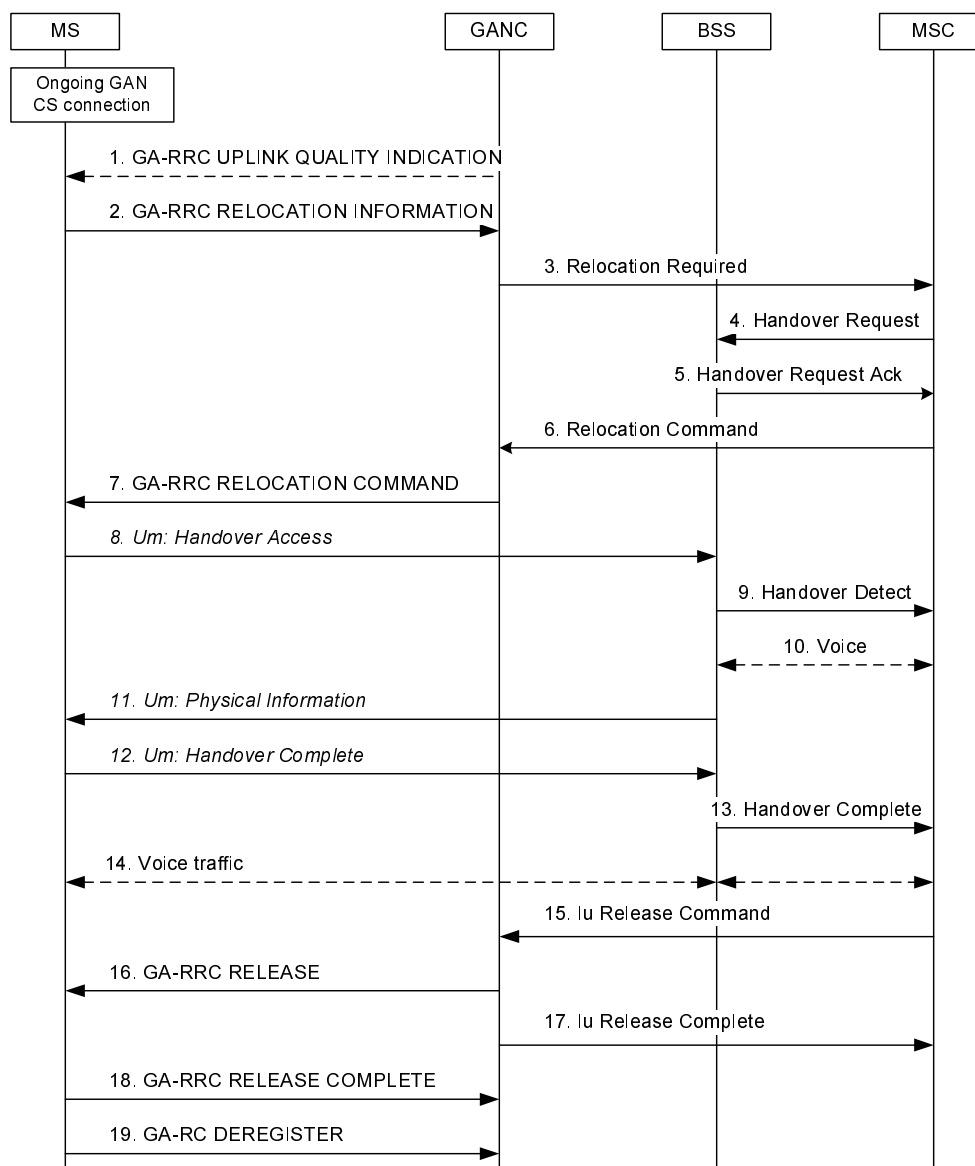 MS
GANC
BSS
MSC
Ongoing GAN
CS connection
1. GA-RRC UPLINK QUALITY INDICATION
2. GA-RRC RELOCATION INFORMATION
3. Relocation Required
4. Handover Request
5. Handover Request Ack
6. Relocation Command
7. GA-RRC RELOCATION COMMAND
8. Um: Handover Access
9. Handover Detect
10. Voice
11. Um: Physical Information
12. Um: Handover Complete
13. Handover Complete
14. Voice traffic
15. Iu Release Command
16. GA-RRC RELEASE
17. Iu Release Complete
18. GA-RRC RELEASE COMPLETE
19. GA-RC DEREGISTER